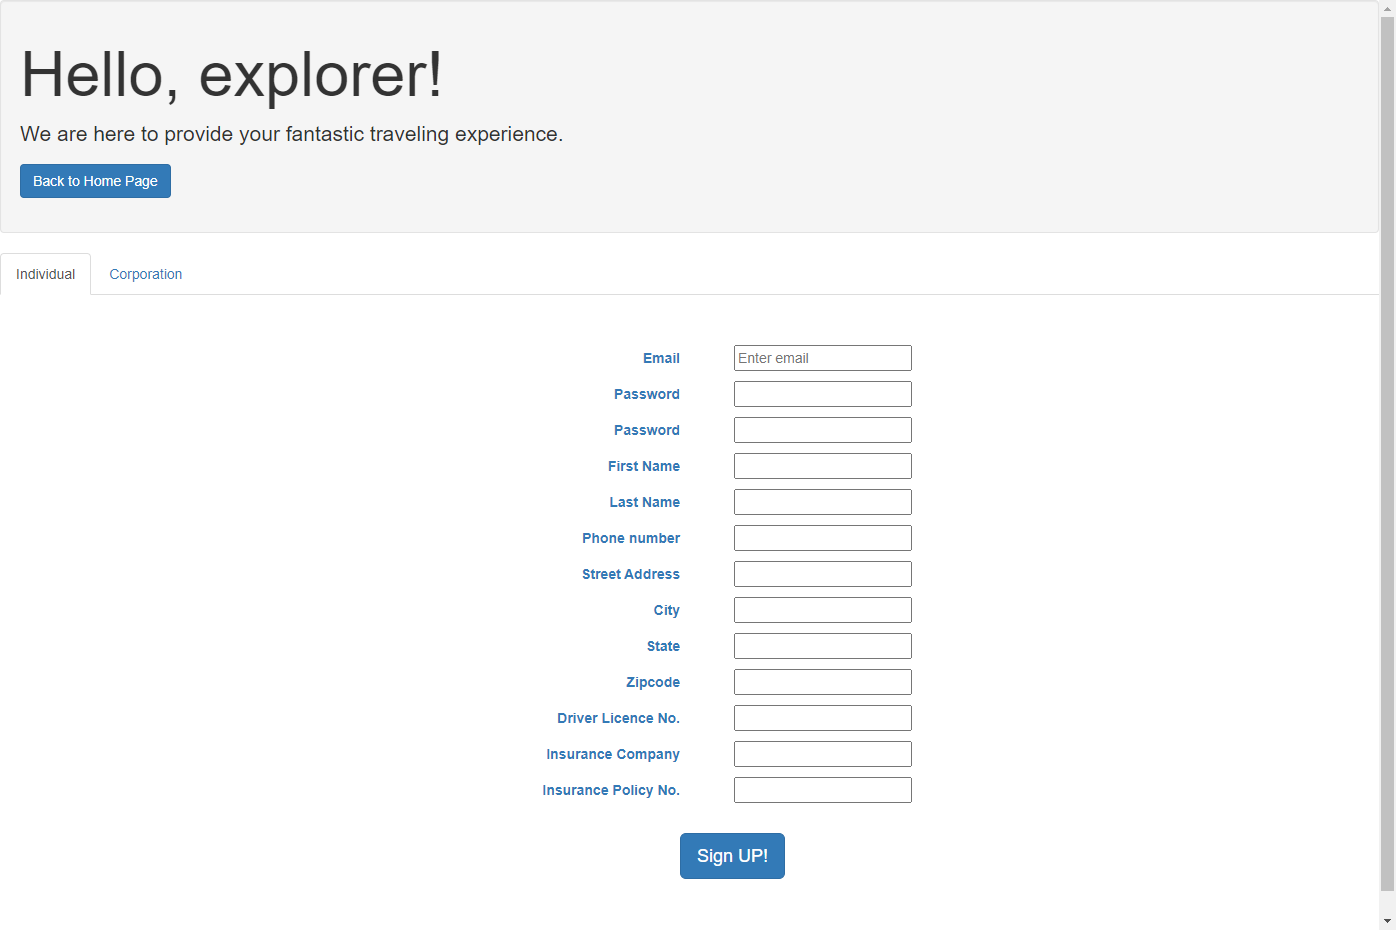 Hello, explorer!
We are here to provide your fantastic traveling experience.
Back to Home Page
Individual Corporation
Email Enter email
Password
Password
First Name
Last Name
Phone number
Street Address
City
State
Zipcode
Driver Licence No.
Insurance Company
Insurance Policy No.
Sign UP!